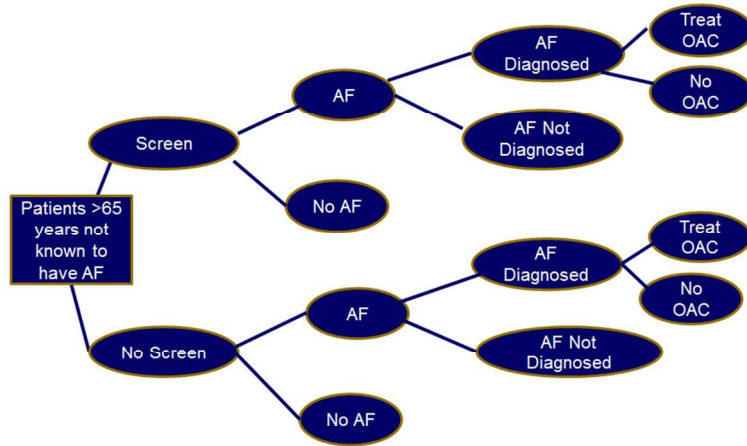 Treat
OAC
AF
Diagnosed
No
OAC
AF
Screen
AF Not
Diagnosed
No AF
Patients >65
years not
known to
have AF
Treat
OAC
AF
Diagnosed
No
OAC
AF
No Screen
AF Not
Diagnosed
No AF